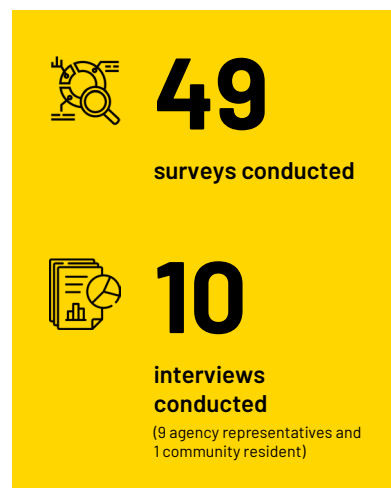 49
surveys conducted
10
interviews
conducted
(9 agency representatives and
1 community resident)